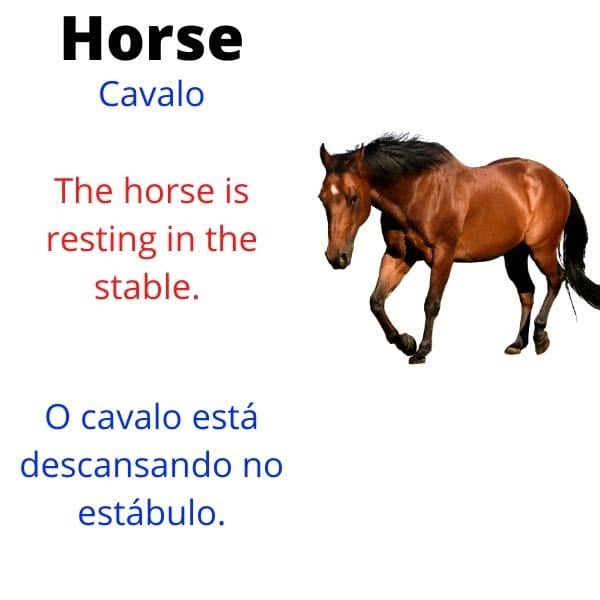 Horse
Cavalo
The horse is
resting in the
stable.
O cavalo está
descansando no
estábulo.